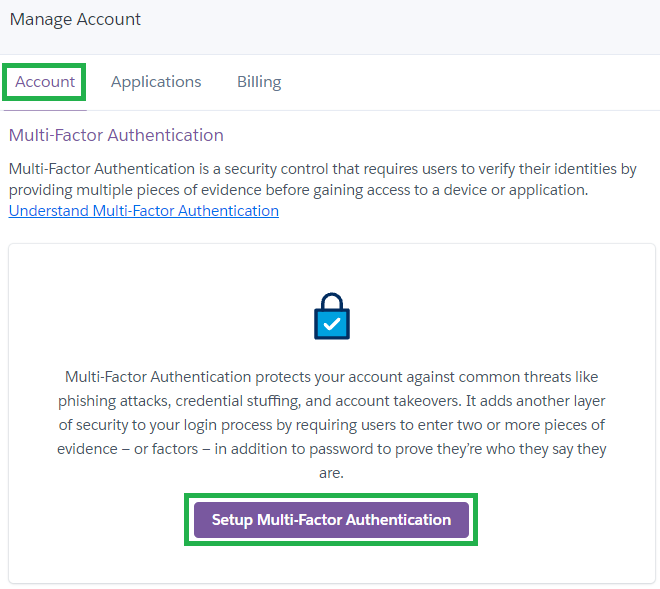 Manage Account
Account Applications Billing
Multi-Factor Authentication
Multi-Factor Authentication is a security control that requires users to verify their identities by
providing multiple pieces of evidence before gaining access to a device or application.
Understand Multi-Factor Authentication
Multi-Factor Authentication protects your account against common threats like
phishing attacks, credential stuffing, and account takeovers. It adds another layer
of security to your login process by requiring users to enter two or more pieces of
evidence – or factors – in addition to password to prove they’re who they say they
are.
Setup Multi-Factor Authentication